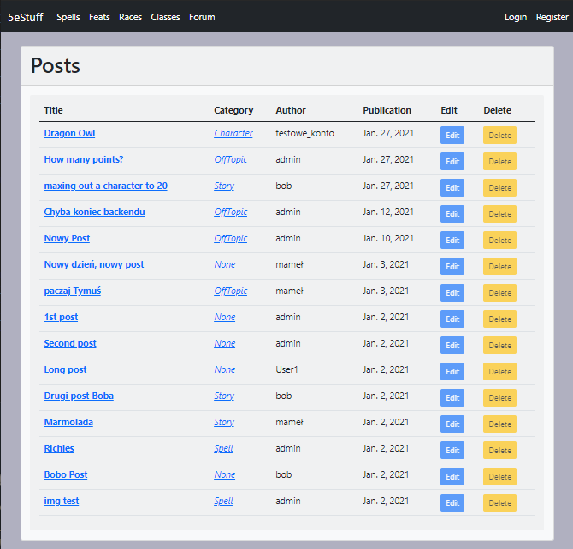 SeStuff Spells Feats Races Classes Forum Login Register
Posts
Title Category Author Publication Edit Delete
Dragon Owl Character testowe_konto Jan. 27, 2021 Edit Delete
How many points? OffTopic admin Jan. 27, 2021 Edit Delete
maxing out a character to 20 Story bob Jan. 27, 2021 Edit Delete
Chyba koniec backendu OffTopic admin Jan. 12, 2021 Edit Delete
Nowy Post OffTopic admin Jan. 10, 2021 Edit Delete
Nowy dzień, nowy post None mameł Jan. 3, 2021 Edit Delete
paczaj Tymuś OffTopic mameł Jan. 3, 2021 Edit Delete
1st post None admin Jan. 2, 2021 Edit Delete
Second post None admin Jan. 2, 2021 Edit Delete
Long post None User1 Jan. 2, 2021 Edit Delete
Drugi post Boba Story bob Jan. 2, 2021 Edit Delete
Marmolada Story mameł Jan. 2, 2021 Edit Delete
Richies Spell admin Jan. 2, 2021 Edit Delete
Bobo Post None bob Jan. 2, 2021 Edit Delete
img test Spell admin Jan. 2, 2021 Edit Delete